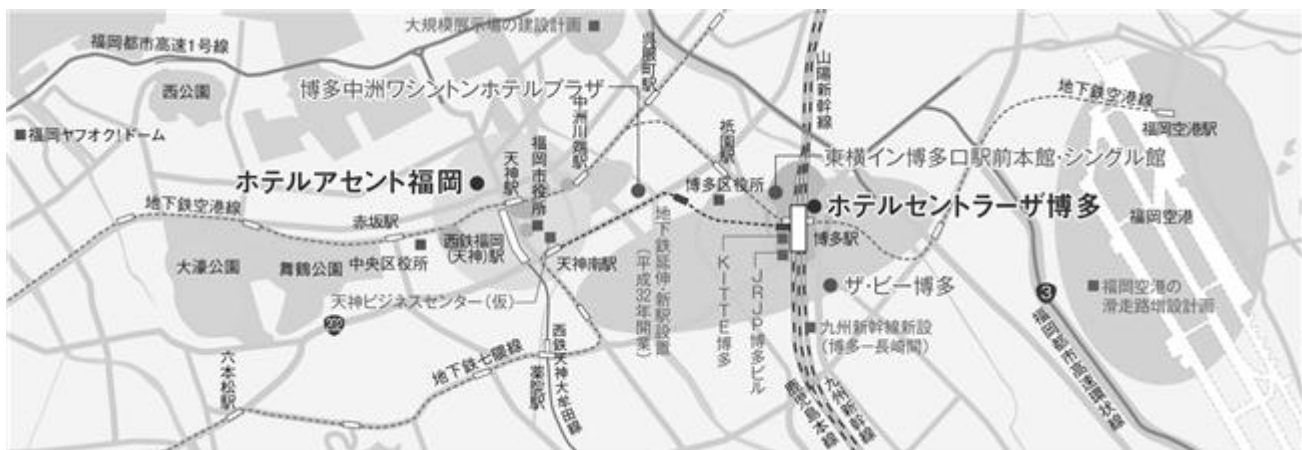 大規模展示場の建設計画
福岡都市高速1号線
西公園
福岡ヤフオク!ドーム
博多中洲ワシントンホテルプラザ
呉服町駅
山陽新幹線
地下鉄空港線
福岡空港駅
中洲川端駅
祇園駅
東横イン博多口駅前本館・シングル館
天神駅
福岡市役所
ホテルアセント福岡
博多区役所
ホテルセントラーザ博多
地下鉄空港線
赤坂駅
福岡空港
西鉄福岡
(天神)駅
博多駅
大濠公園
舞鶴公園
中央区役所
天神南駅
地下鉄延伸・新駅設置
(平成32年開業)
KITTE博多
JRJP博多ビル
ザ・ビー博多
3
福岡空港の
滑走路増設計画
天神ビジネスセンター(仮)
202
九州新幹線新設
(博多ー長崎間)
福岡都市高速環状線
六本松駅
地下鉄七隈線
薬院駅
西鉄天神大牟田線
鹿児島本線
九州新幹線